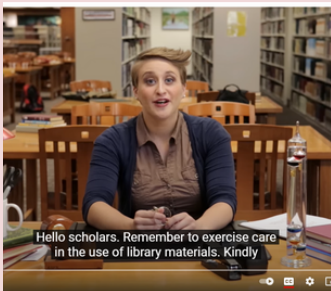 Hello scholars. Remember to exercise care
in the use of library materials. Kindly